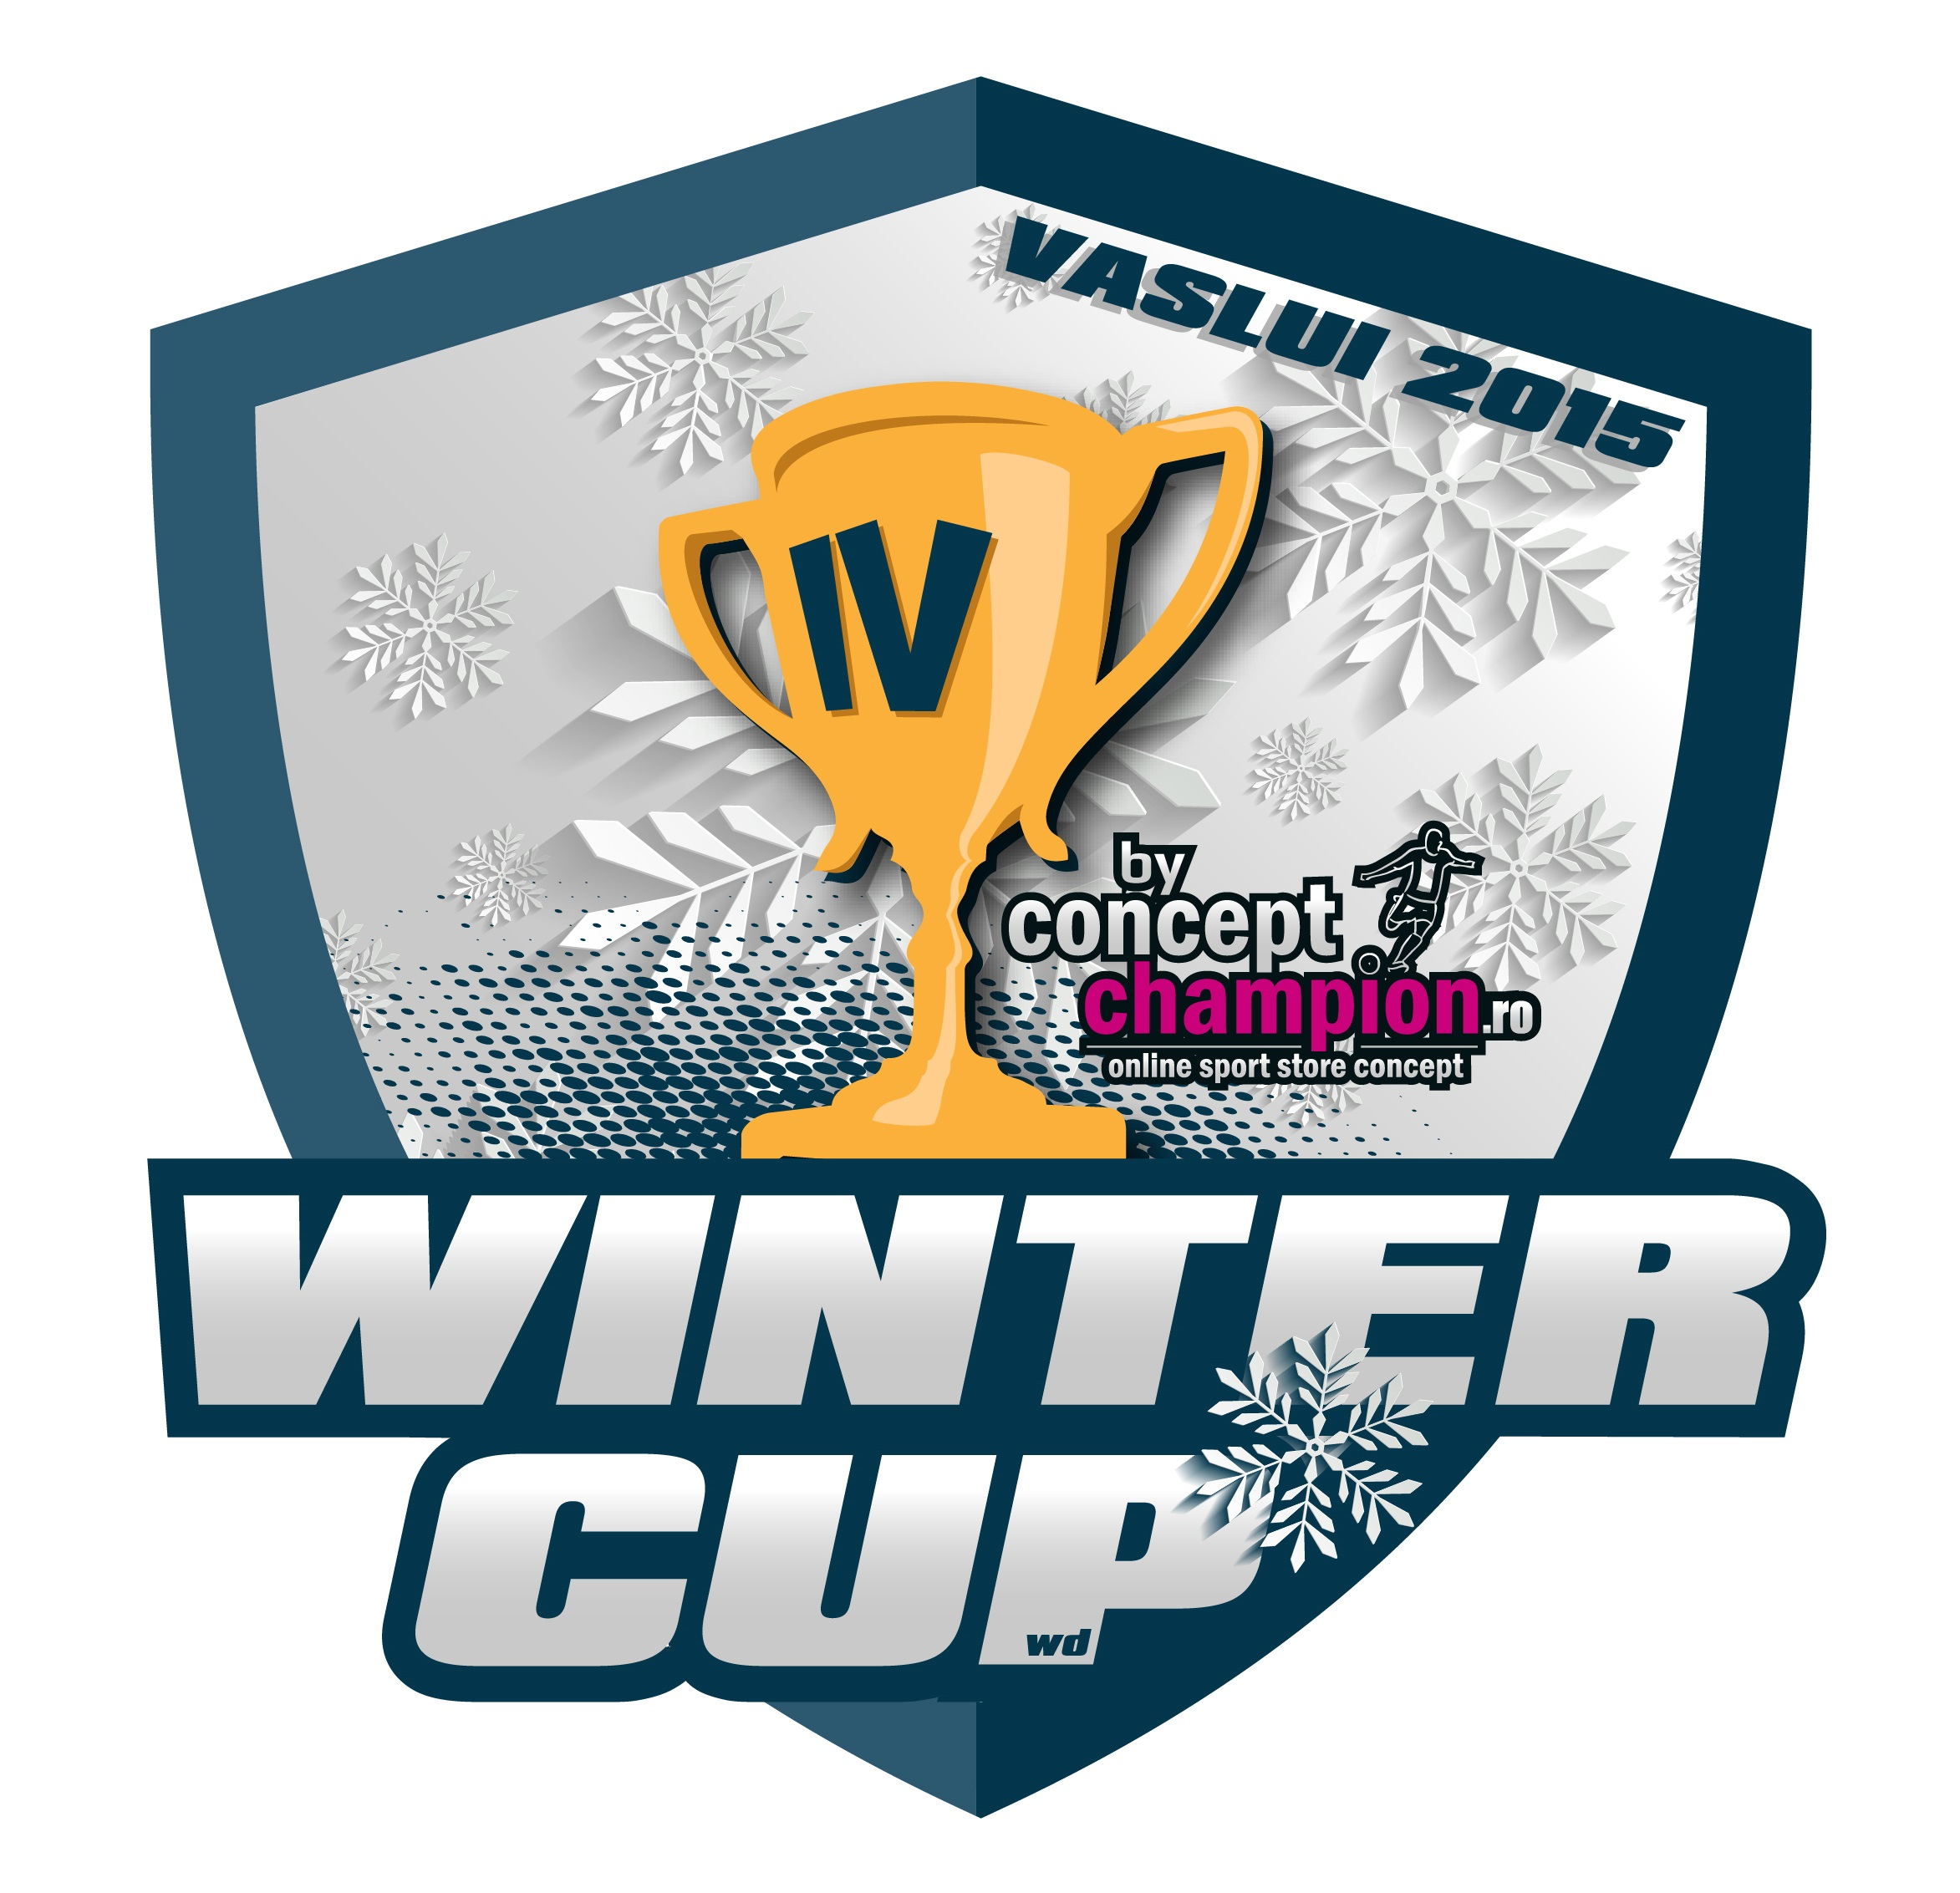 VASLUI 2015
IV
by
concept
champion.ro
online sport store concept
WINTER
CUP
wd